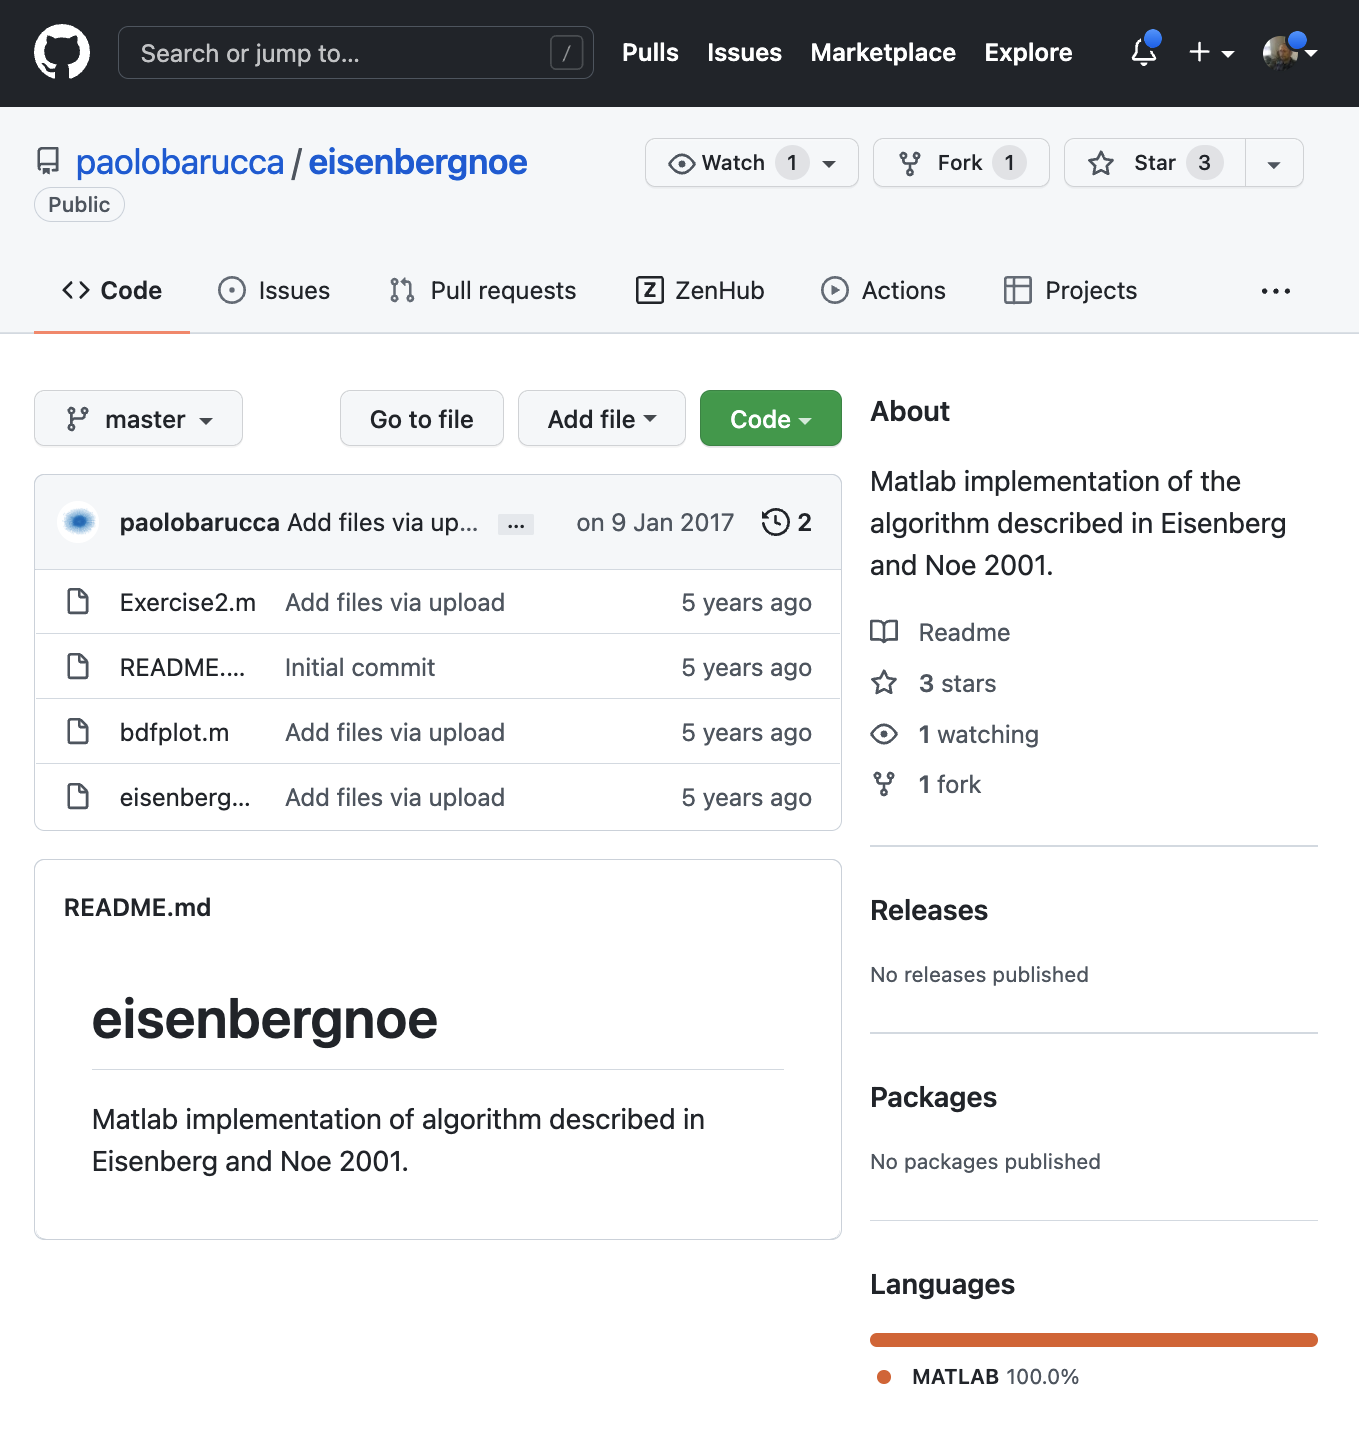 Search or jump to... /
Pulls Issues Marketplace Explore
paolobarucca / eisenbergnoe
Public
Watch 1
Fork 1
Star 3
Code Issues Pull requests Z ZenHub Actions Projects ...
master
Go to file
Add file
Code
paolobarucca Add files via up... ... on 9 Jan 2017 2
Exercise2.m Add files via upload 5 years ago
README.... Initial commit 5 years ago
bdfplot.m Add files via upload 5 years ago
eisenberg... Add files via upload 5 years ago
README.md
eisenbergnoe
Matlab implementation of algorithm described in
Eisenberg and Noe 2001.
About
Matlab implementation of the
algorithm described in Eisenberg
and Noe 2001.
Readme
3 stars
1 watching
1 fork
Releases
No releases published
Packages
No packages published
Languages
MATLAB 100.0%